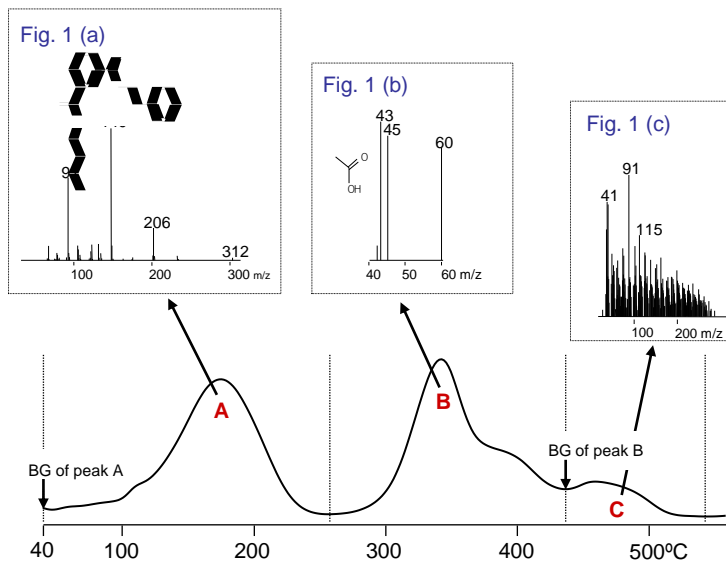 Fig. 1 (a)
206
312
100
200
300 m/z
Fig. 1 (b)
43
45
60
O
OH
40
50
60 m/z
Fig. 1 (c)
41
91
115
100
200 m/z
A
B
C
BG of peak A
BG of peak B
40
100
200
300
400
500ºC